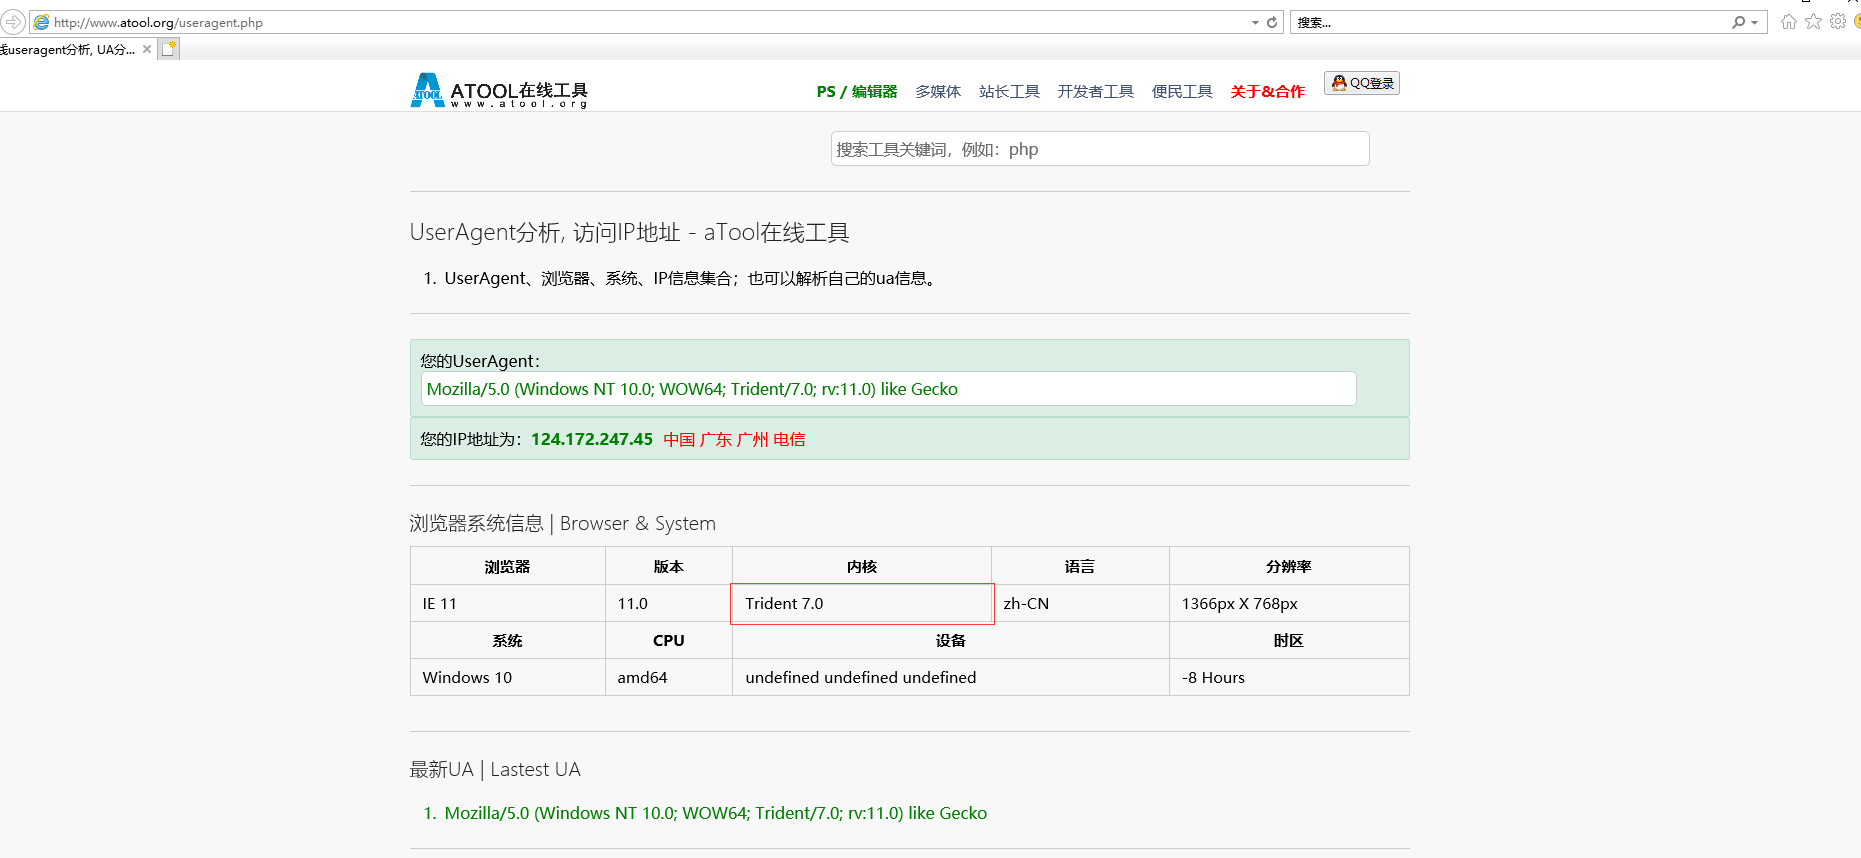 http://www.atool.org/useragent.php
搜索...
线useragent分析, UA分...
ATOOL在线工具
www.atool.org
ATOOL
PS / 编辑器 多媒体 站长工具 开发者工具 便民工具 关于&合作 QQ登录
搜索工具关键词，例如：php
UserAgent分析, 访问IP地址 - aTool在线工具
1. UserAgent、浏览器、系统、IP信息集合；也可以解析自己的ua信息。
您的UserAgent：
Mozilla/5.0 (Windows NT 10.0; WOW64; Trident/7.0; rv:11.0) like Gecko
您的IP地址为：124.172.247.45 中国 广东 广州 电信
浏览器系统信息 | Browser & System
浏览器 版本 内核 语言 分辨率
IE 11 11.0 Trident 7.0 zh-CN 1366px X 768px
系统 CPU 设备 时区
Windows 10 amd64 undefined undefined undefined -8 Hours
最新UA | Lastest UA
1. Mozilla/5.0 (Windows NT 10.0; WOW64; Trident/7.0; rv:11.0) like Gecko